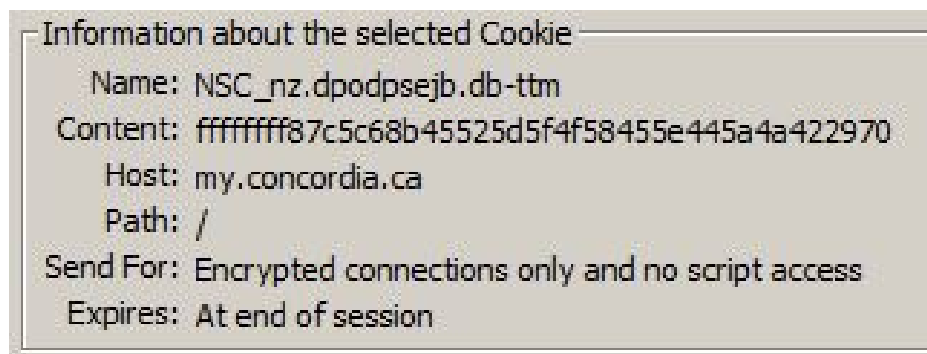 Information about the selected Cookie
Name: NSC_nz.dpodpsejb.db-ttm
Content: ffffffff87c5c68b45525d5f4f58455e445a4a422970
Host: my.concordia.ca
Path: /
Send For: Encrypted connections only and no script access
Expires: At end of session